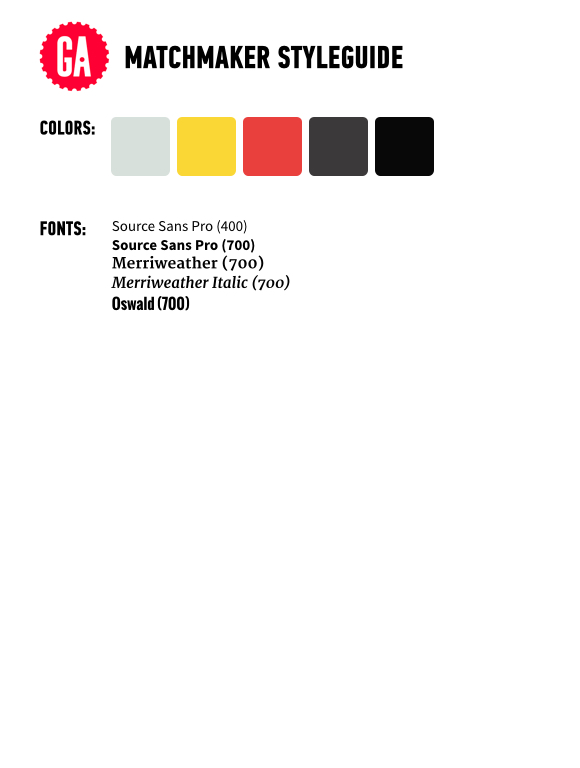 GA
MATCHMAKER STYLEGUIDE
COLORS:
FONTS:
Source Sans Pro (400)
Source Sans Pro (700)
Merriweather (700)
Merriweather Italic (700)
Oswald (700)